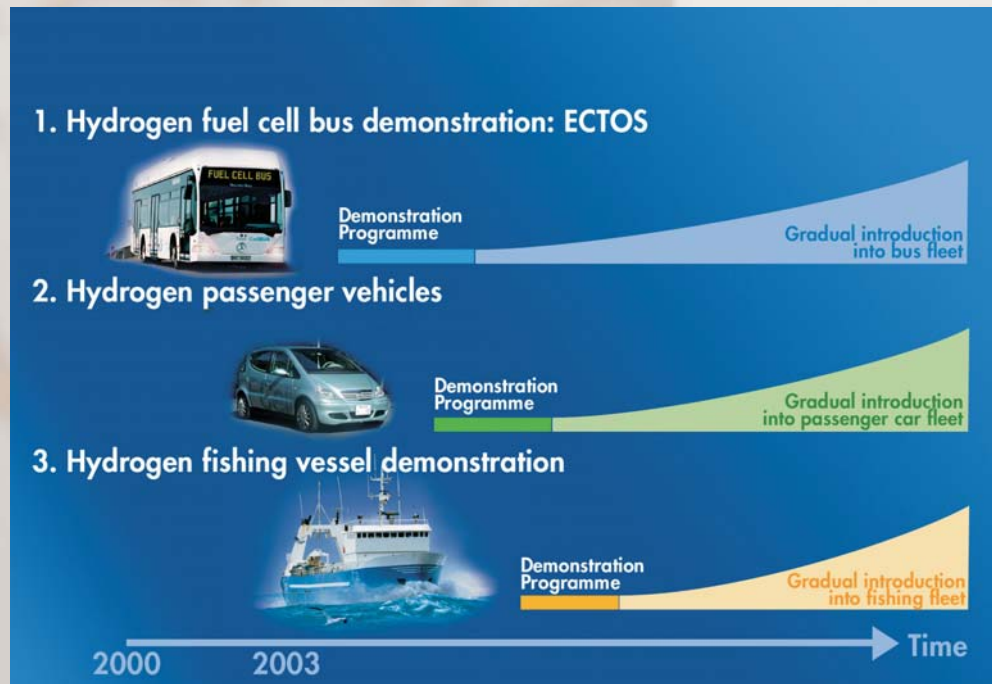 1. Hydrogen fuel cell bus demonstration: ECTOS
FUEL CELL BUS
Demonstration
Programme
Gradual introduction
into bus fleet
2. Hydrogen passenger vehicles
Demonstration
Programme
Gradual introduction
into passenger car fleet
3. Hydrogen fishing vessel demonstration
Demonstration
Programme
Gradual introduction
into fishing fleet
Time
2000
2003